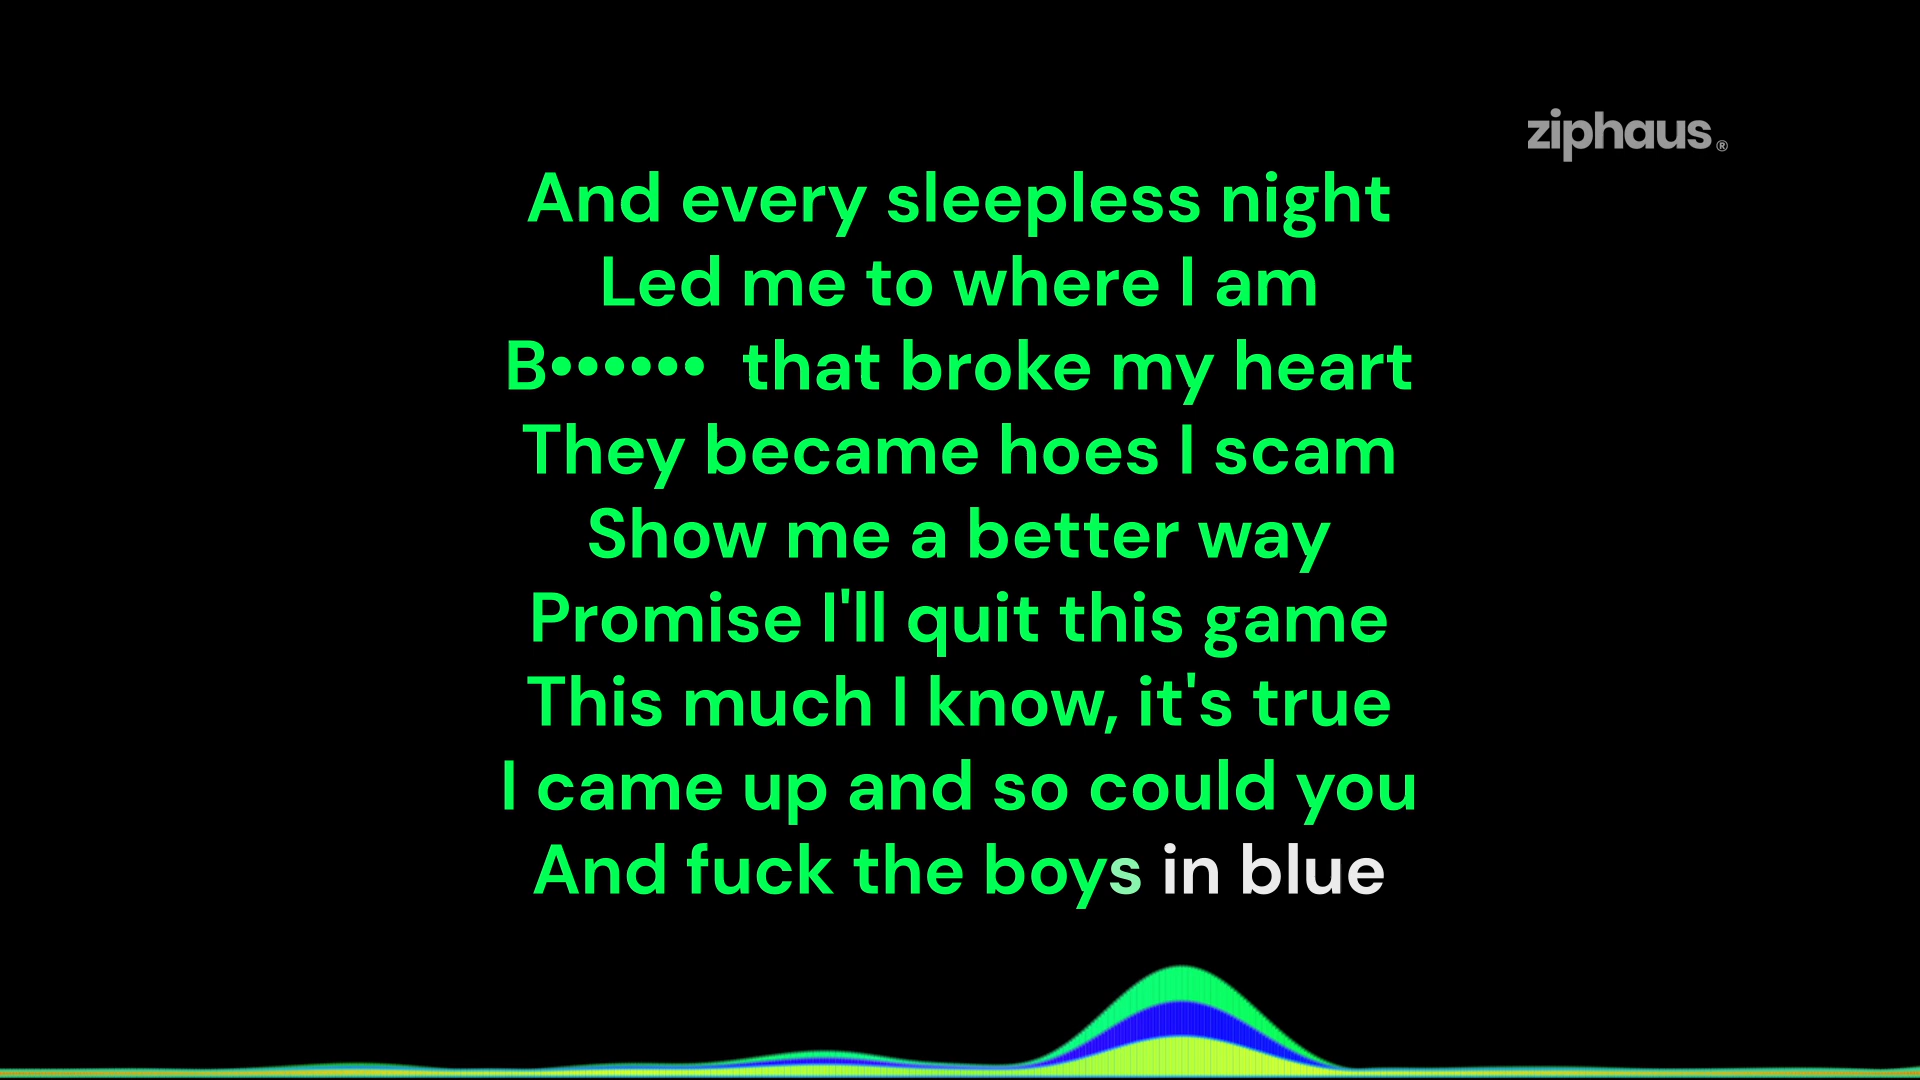 ziphaus®
And every sleepless night
Led me to where I am
B•••••• that broke my heart
They became hoes I scam
Show me a better way
Promise I'll quit this game
This much I know, it's true
I came up and so could you
And fuck the boys in blue